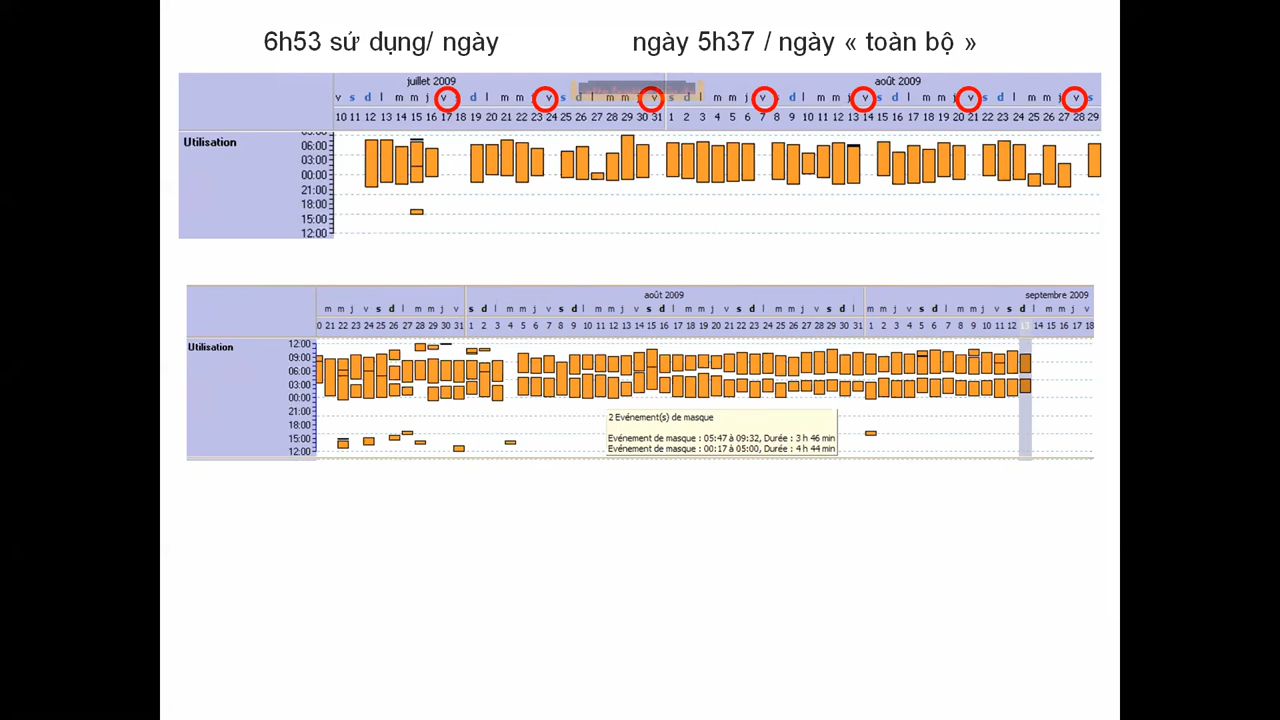 6h53 sứ dụng/ ngày
ngày 5h37 / ngày « toàn bộ »
juillet 2009
août 2009
10 11 12 13 14 15 16 17 18 19 20 21 22 23 24 25 26 27 28 29 30 31 1 2 3 4 5 6 7 8 9 10 11 12 13 14 15 16 17 18 19 20 21 22 23 24 25 26 27 28 29
Utilisation
06:00
03:00
00:00
21:00
18:00
15:00
12:00
août 2009
septembre 2009
m m j v s d l m m j v s d l m m j v s d l m m j v s d l m m j v s d l m m j v s d l m m j v s d l m m j v s d l m m j v
0 21 22 23 24 25 26 27 28 29 30 31 1 2 3 4 5 6 7 8 9 10 11 12 13 14 15 16 17 18 19 20 21 22 23 24 25 26 27 28 29 30 31 1 2 3 4 5 6 7 8 9 10 11 12 13 14 15 16 17 18
Utilisation
12:00
09:00
06:00
03:00
00:00
21:00
18:00
15:00
12:00
2 Evénement(s) de masque
Evénement de masque : 05:47 à 09:32, Durée : 3 h 46 min
Evénement de masque : 00:17 à 05:00, Durée : 4 h 44 min